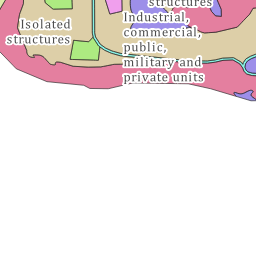 structures
Isolated
structures
Industrial,
commercial,
public,
military and
private units